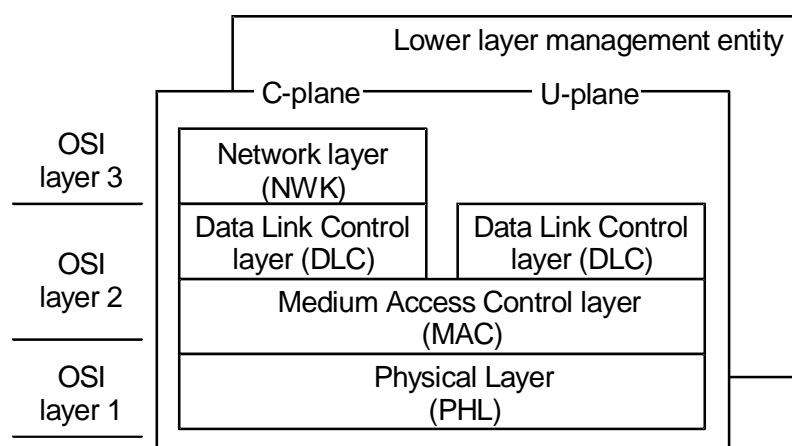 Lower layer management entity
C-plane
U-plane
OSI
layer 3
Network layer
(NWK)
OSI
layer 2
Data Link Control
layer (DLC)
Data Link Control
layer (DLC)
Medium Access Control layer
(MAC)
OSI
layer 1
Physical Layer
(PHL)